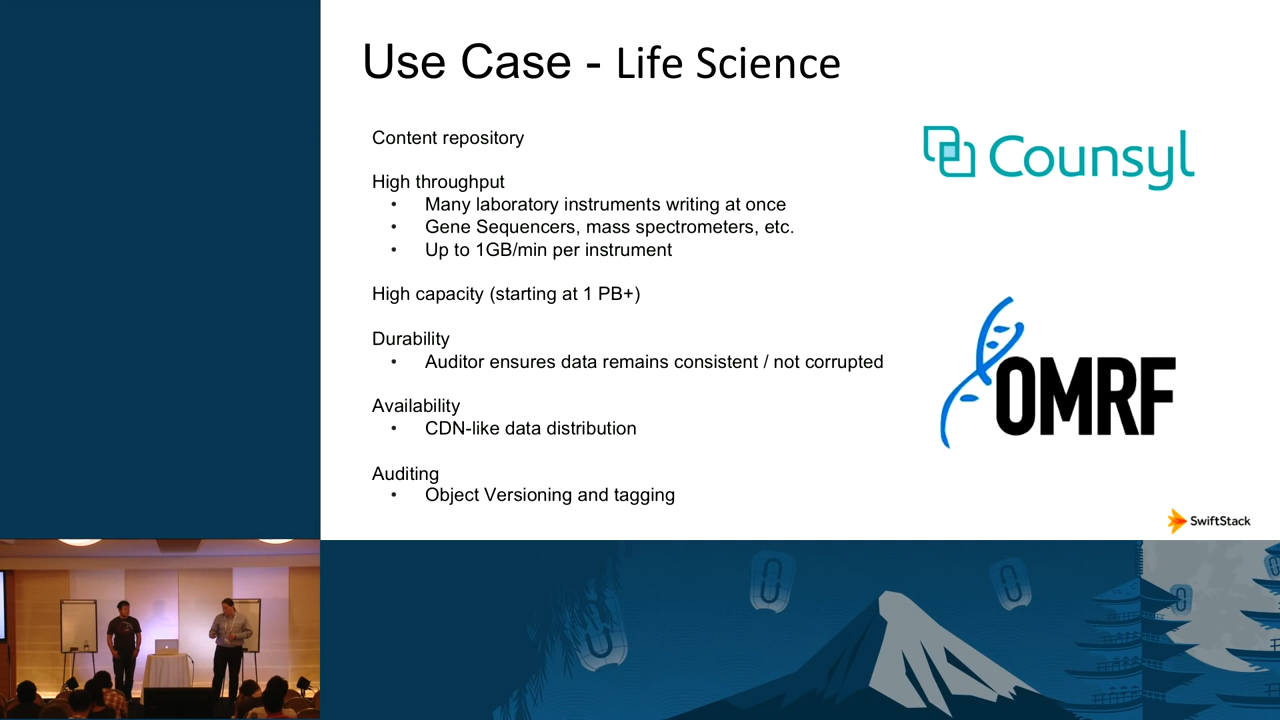 Use Case - Life Science
Content repository
High throughput
• Many laboratory instruments writing at once
• Gene Sequencers, mass spectrometers, etc.
• Up to 1GB/min per instrument
High capacity (starting at 1 PB+)
Durability
• Auditor ensures data remains consistent / not corrupted
Availability
• CDN-like data distribution
Auditing
• Object Versioning and tagging
Counsyl
OMRF
SwiftStack